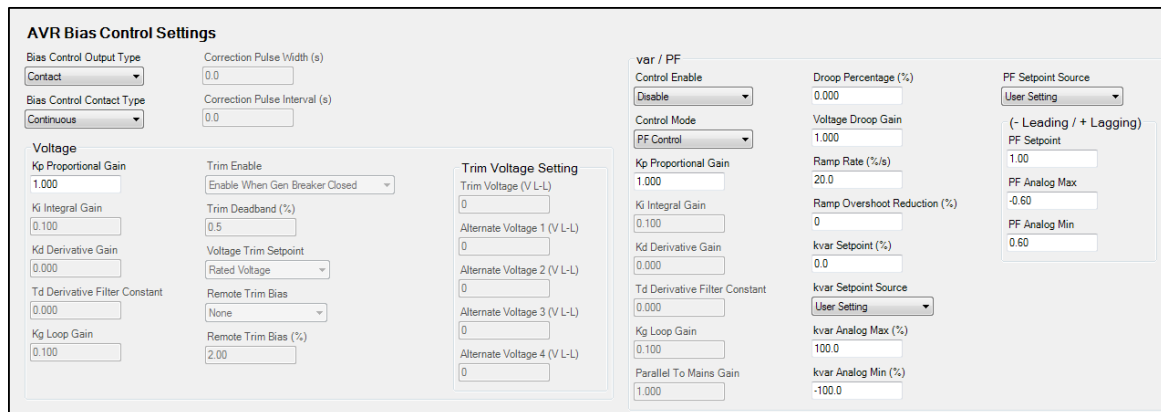 AVR Bias Control Settings
Bias Control Output Type
Contact
Bias Control Contact Type
Continuous
Correction Pulse Width (s)
0.0
Correction Pulse Interval (s)
0.0
Voltage
Kp Proportional Gain
1.000
Ki Integral Gain
0.100
Kd Derivative Gain
0.000
Td Derivative Filter Constant
0.000
Kg Loop Gain
0.100
Trim Enable
Enable When Gen Breaker Closed
Trim Deadband (%)
0.5
Voltage Trim Setpoint
Rated Voltage
Remote Trim Bias
None
Remote Trim Bias (%)
2.00
Trim Voltage Setting
Trim Voltage (V L-L)
0
Alternate Voltage 1 (V L-L)
0
Alternate Voltage 2 (V L-L)
0
Alternate Voltage 3 (V L-L)
0
Alternate Voltage 4 (V L-L)
0
var / PF
Control Enable
Disable
Control Mode
PF Control
Kp Proportional Gain
1.000
Ki Integral Gain
0.100
Kd Derivative Gain
0.000
Td Derivative Filter Constant
0.000
Kg Loop Gain
0.100
Parallel To Mains Gain
1.000
Droop Percentage (%)
0.000
Voltage Droop Gain
1.000
Ramp Rate (%/s)
20.0
Ramp Overshoot Reduction (%)
0
kvar Setpoint (%)
0.0
kvar Setpoint Source
User Setting
kvar Analog Max (%)
100.0
kvar Analog Min (%)
-100.0
PF Setpoint Source
User Setting
(- Leading / + Lagging)
PF Setpoint
1.00
PF Analog Max
-0.60
PF Analog Min
0.60